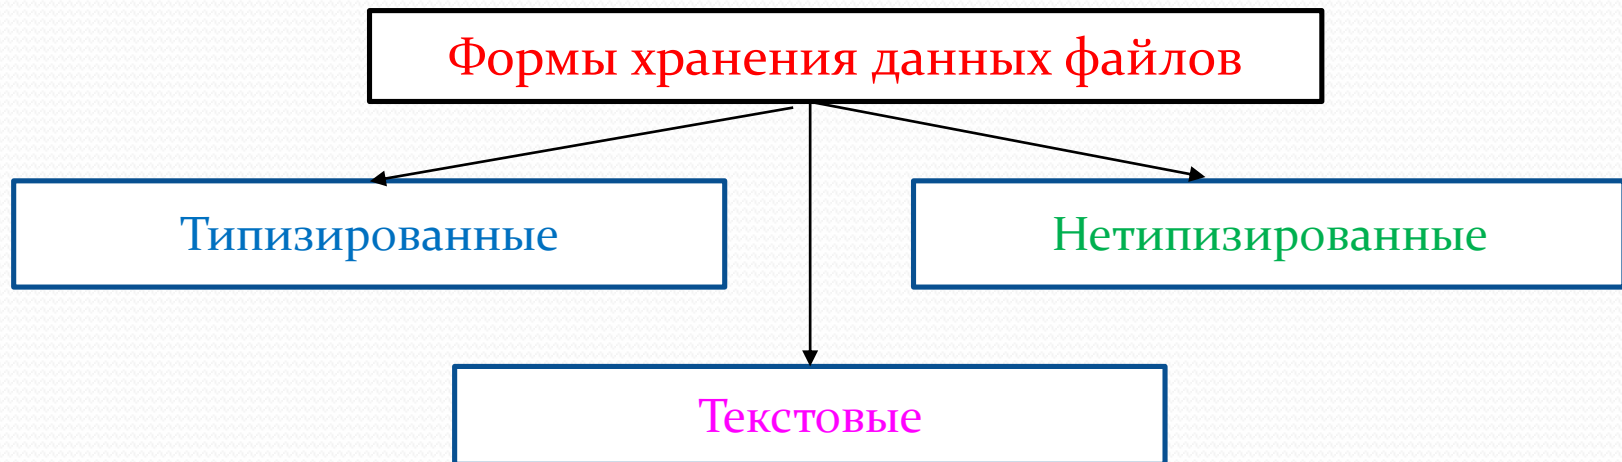 Формы хранения данных файлов
Типизированные
Нетипизированные
Текстовые